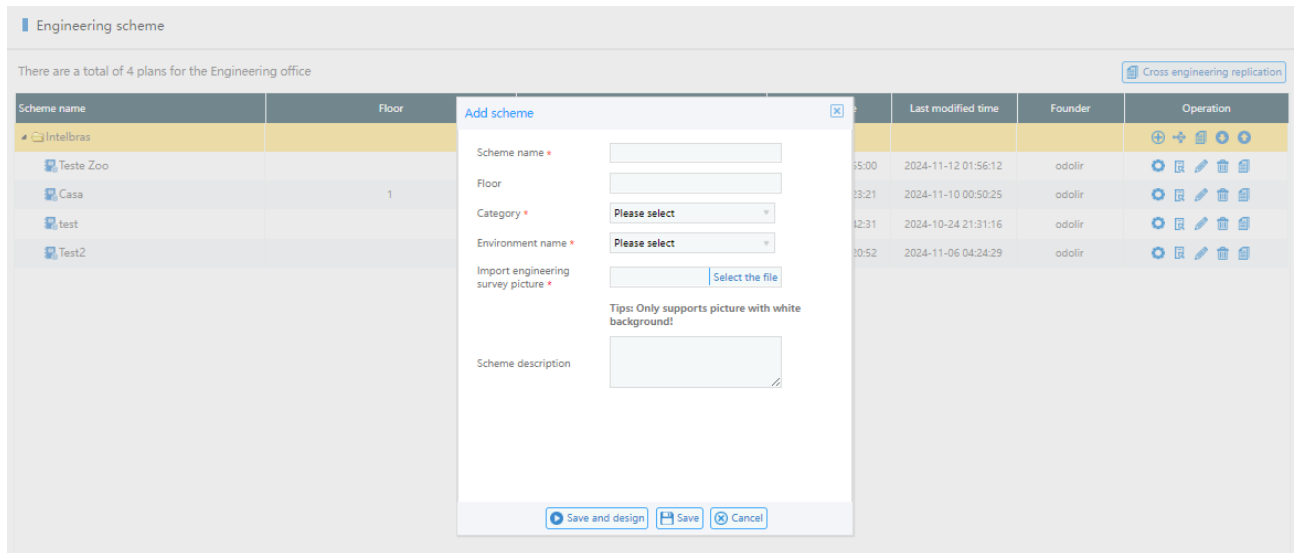 Engineering scheme
There are a total of 4 plans for the Engineering office
Cross engineering replication
Scheme name Floor Last modified time Founder Operation
Intelbras
Teste Zoo 55:00 2024-11-12 01:56:12 odolir
Casa 1 23:21 2024-11-10 00:50:25 odolir
test 42:31 2024-10-24 21:31:16 odolir
Test2 20:52 2024-11-06 04:24:29 odolir
Add scheme
Scheme name *
Floor
Category * Please select
Environment name * Please select
Import engineering
survey picture * Select the file
Tips: Only supports picture with white
background!
Scheme description
Save and design Save Cancel